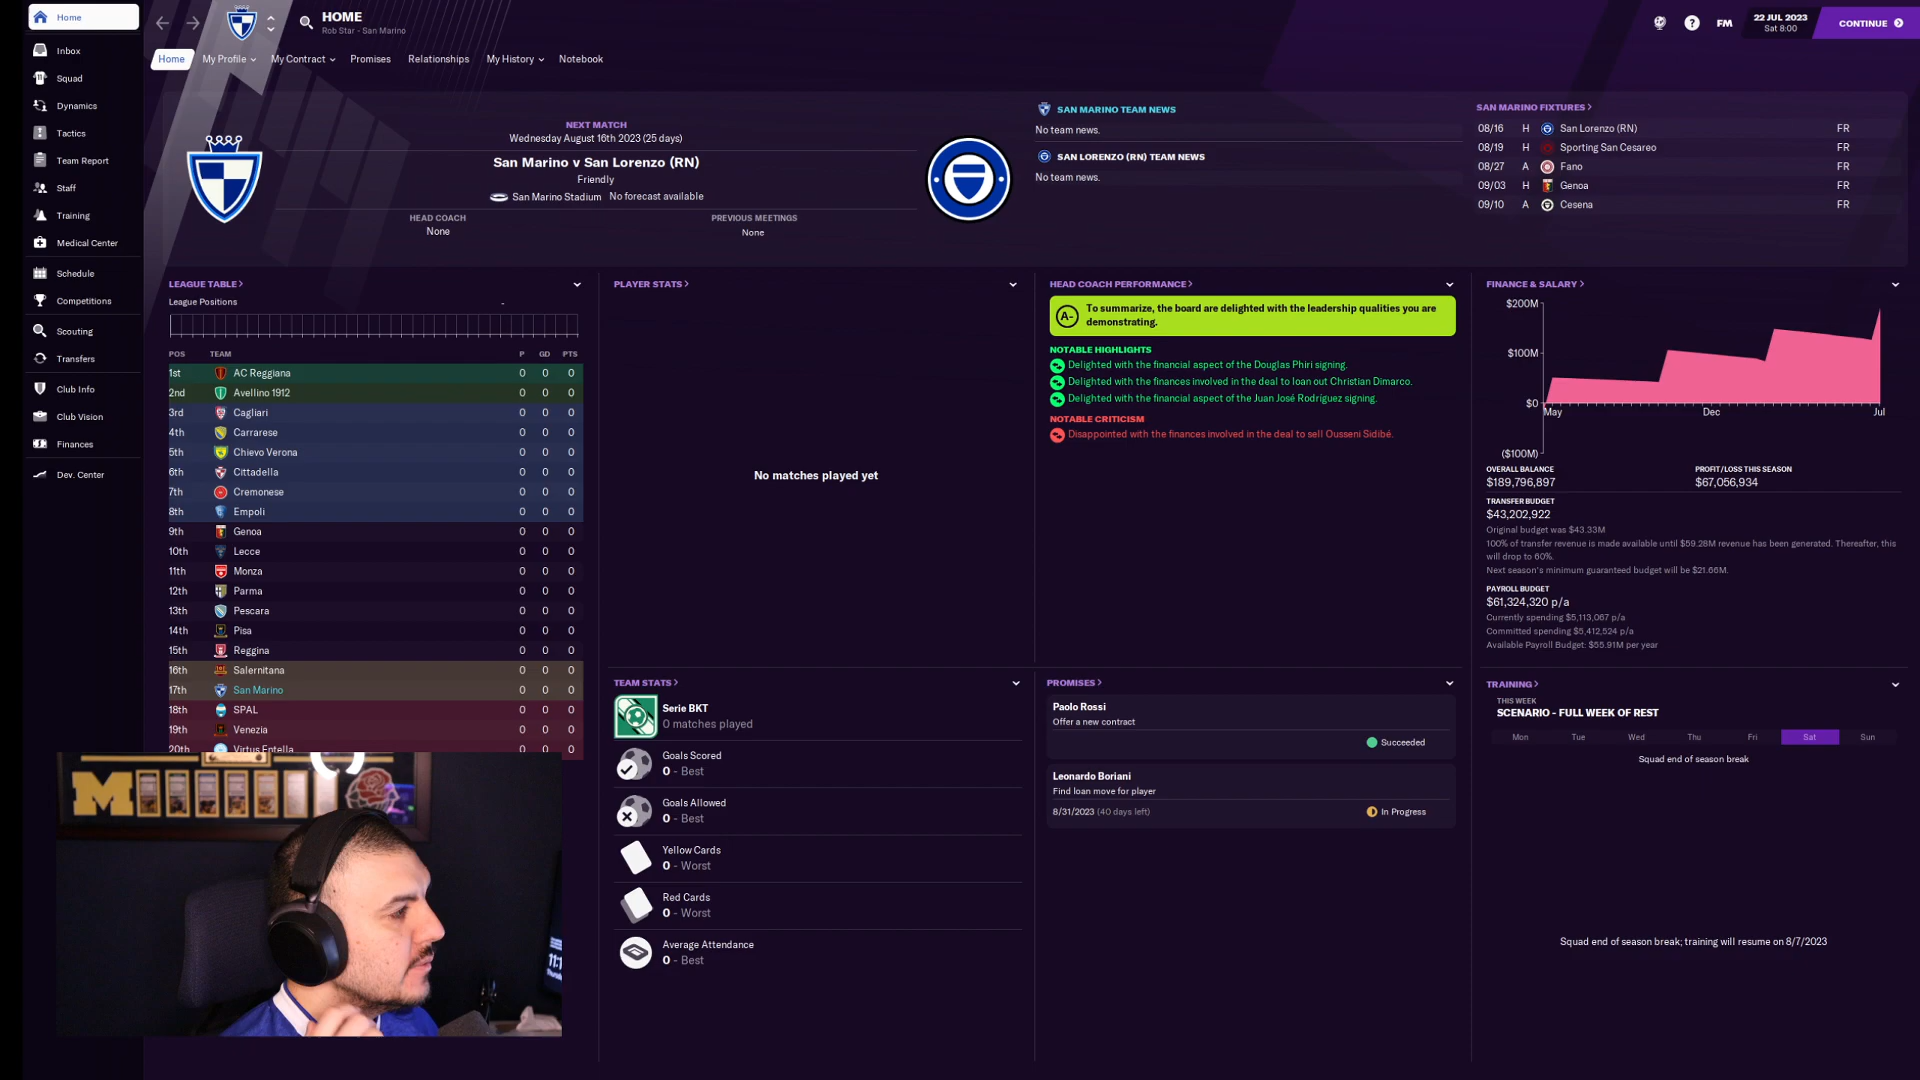 Home
Inbox
Squad
Dynamics
Tactics
Team Report
Staff
Training
Medical Center
Schedule
Competitions
Scouting
Transfers
Club Info
Club Vision
Finances
Dev. Center
HOME
Rob Star - San Marino
FM
22 JUL 2023
Sat 8:00
CONTINUE
Home
My Profile
My Contract
Promises
Relationships
My History
Notebook
NEXT MATCH
Wednesday August 16th 2023 (25 days)
San Marino v San Lorenzo (RN)
Friendly
San Marino Stadium No forecast available
HEAD COACH
None
PREVIOUS MEETINGS
None
SAN MARINO TEAM NEWS
No team news.
SAN LORENZO (RN) TEAM NEWS
No team news.
SAN MARINO FIXTURES >
08/16 H San Lorenzo (RN) FR
08/19 H Sporting San Cesareo FR
08/27 A Fano FR
09/03 H Genoa FR
09/10 A Cesena FR
LEAGUE TABLE >
League Positions -
POS TEAM P GD PTS
1st AC Reggiana 0 0 0
2nd Avellino 1912 0 0 0
3rd Cagliari 0 0 0
4th Carrarese 0 0 0
5th Chievo Verona 0 0 0
6th Cittadella 0 0 0
7th Cremonese 0 0 0
8th Empoli 0 0 0
9th Genoa 0 0 0
10th Lecce 0 0 0
11th Monza 0 0 0
12th Parma 0 0 0
13th Pescara 0 0 0
14th Pisa 0 0 0
15th Reggina 0 0 0
16th Salernitana 0 0 0
17th San Marino 0 0 0
18th SPAL 0 0 0
19th Venezia 0 0 0
20th Virtus Entella 0 0 0
M
11:1
PLAYER STATS >
No matches played yet
TEAM STATS >
Serie BKT
0 matches played
Goals Scored
0 - Best
Goals Allowed
0 - Best
Yellow Cards
0 - Worst
Red Cards
0 - Worst
Average Attendance
0 - Best
HEAD COACH PERFORMANCE >
A-
To summarize, the board are delighted with the leadership qualities you are
demonstrating.
NOTABLE HIGHLIGHTS
Delighted with the financial aspect of the Douglas Phiri signing.
Delighted with the finances involved in the deal to loan out Christian Dimarco.
Delighted with the financial aspect of the Juan José Rodríguez signing.
NOTABLE CRITICISM
Disappointed with the finances involved in the deal to sell Ousseni Sidibé.
PROMISES >
Paolo Rossi
Offer a new contract
Succeeded
Leonardo Boriani
Find loan move for player
8/31/2023 (40 days left)
In Progress
FINANCE & SALARY >
$200M
$100M
$0
($100M)
May Dec Jul
OVERALL BALANCE
$189,796,897
PROFIT/LOSS THIS SEASON
$67,056,934
TRANSFER BUDGET
$43,202,922
Original budget was $43.33M
100% of transfer revenue is made available until $59.28M revenue has been generated. Thereafter, this
will drop to 60%.
Next season's minimum guaranteed budget will be $21.66M.
PAYROLL BUDGET
$61,324,320 p/a
Currently spending $5,113,067 p/a
Committed spending $5,412,524 p/a
Available Payroll Budget: $55.91M per year
TRAINING >
THIS WEEK
SCENARIO - FULL WEEK OF REST
Mon Tue Wed Thu Fri Sat Sun
Squad end of season break
Squad end of season break; training will resume on 8/7/2023